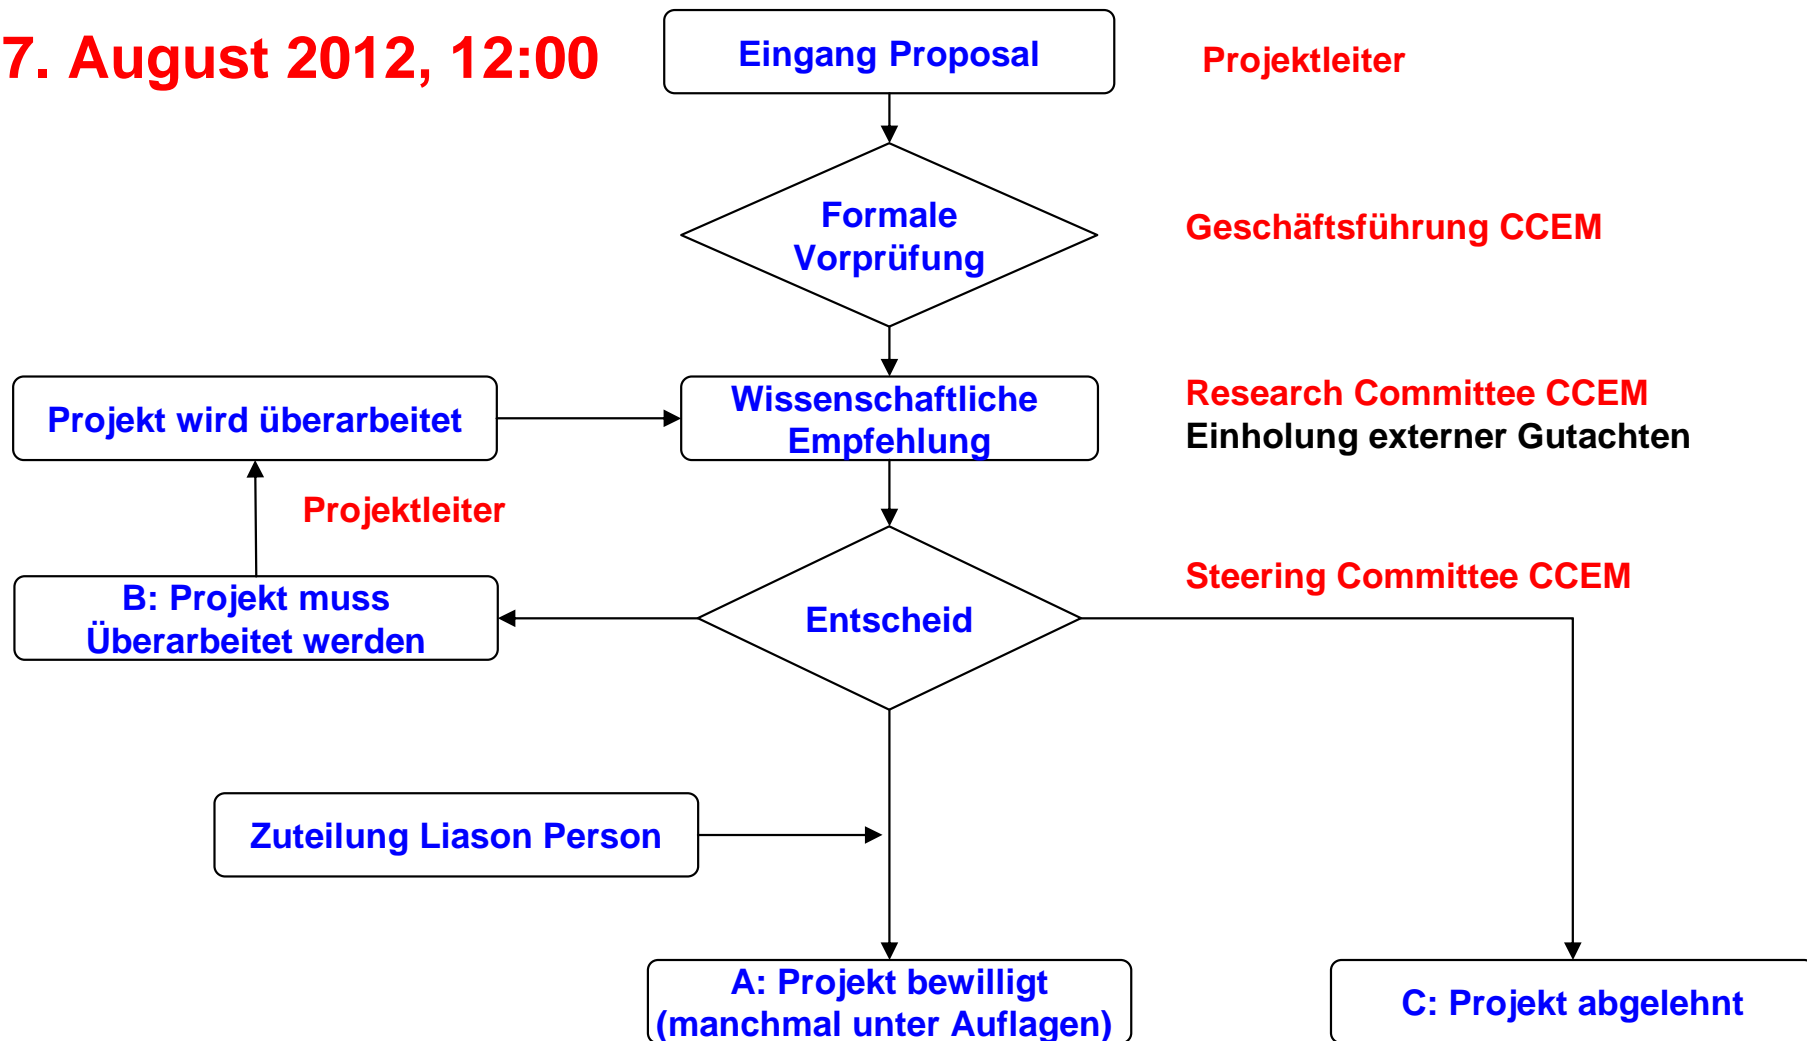 7. August 2012, 12:00
Eingang Proposal
Projektleiter
Formale
Vorprüfung
Geschäftsführung CCEM
Projekt wird überarbeitet
Wissenschaftliche
Empfehlung
Research Committee CCEM
Einholung externer Gutachten
Projektleiter
B: Projekt muss
Überarbeitet werden
Entscheid
Steering Committee CCEM
Zuteilung Liason Person
A: Projekt bewilligt
(manchmal unter Auflagen)
C: Projekt abgelehnt